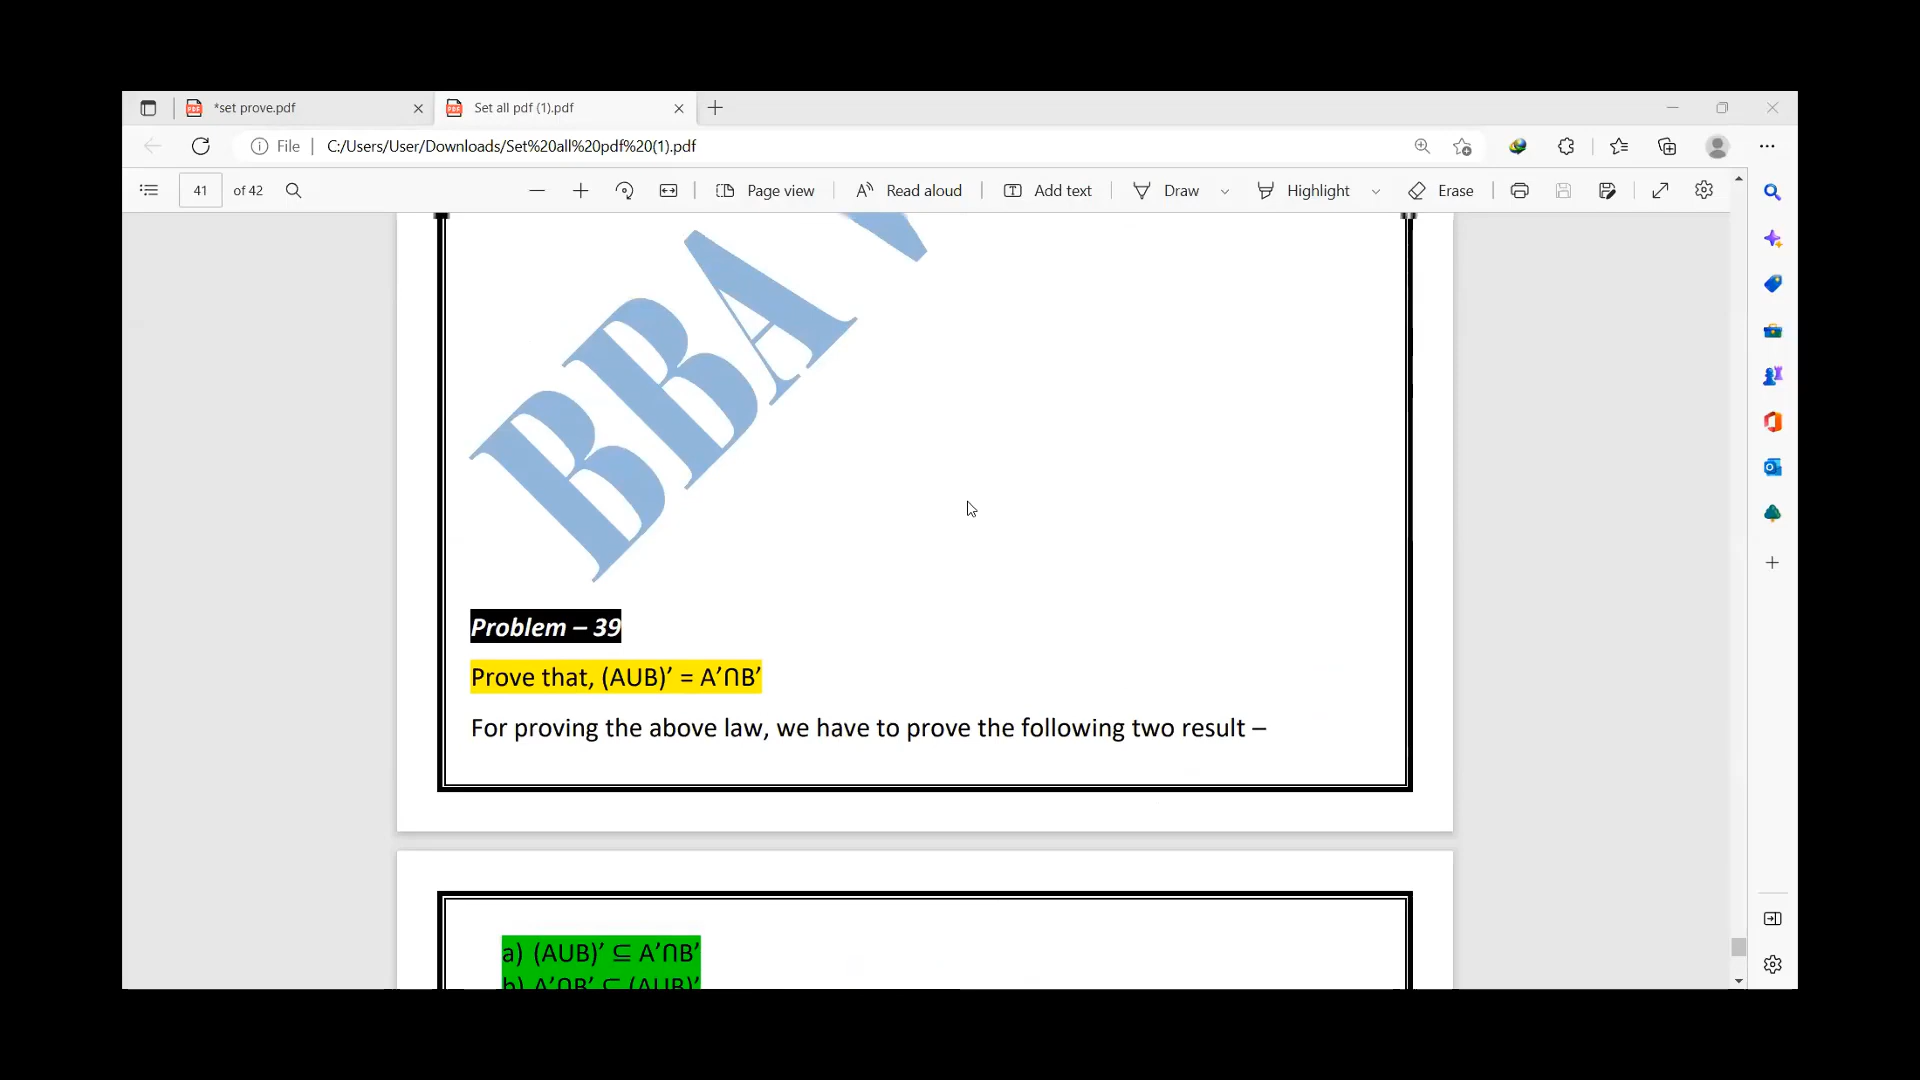 *set prove.pdf
Set all pdf (1).pdf
File
C:/Users/User/Downloads/Set%20all%20pdf%20(1).pdf
41 of 42
Page view
Read aloud
Add text
Draw
Highlight
Erase
BBA
Problem – 39
Prove that, (AUB)’ = A’∩B’
For proving the above law, we have to prove the following two result –
a) (AUB)’ ⊆ A’∩B’
b) A’∩B’ ⊆ (AUB)’